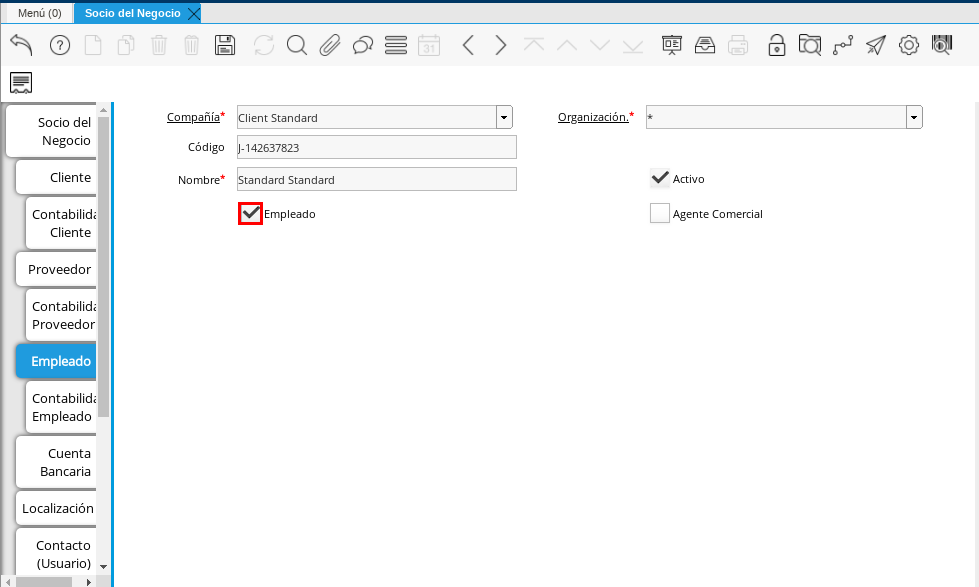 Menú (0)
Socio del Negocio
31
Socio del
Negocio
Cliente
Contabilida
Cliente
Proveedor
Contabilida
Proveedor
Empleado
Contabilida
Empleado
Cuenta
Bancaria
Localización
Contacto
(Usuario)
Compañía* Client Standard
Organización.* *
Código J-142637823
Nombre* Standard Standard
Activo
Empleado
Agente Comercial